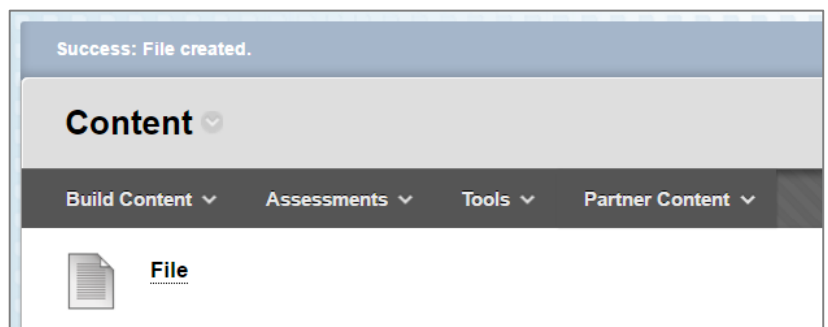 Success: File created.
Content
Build Content Assessments Tools Partner Content
File